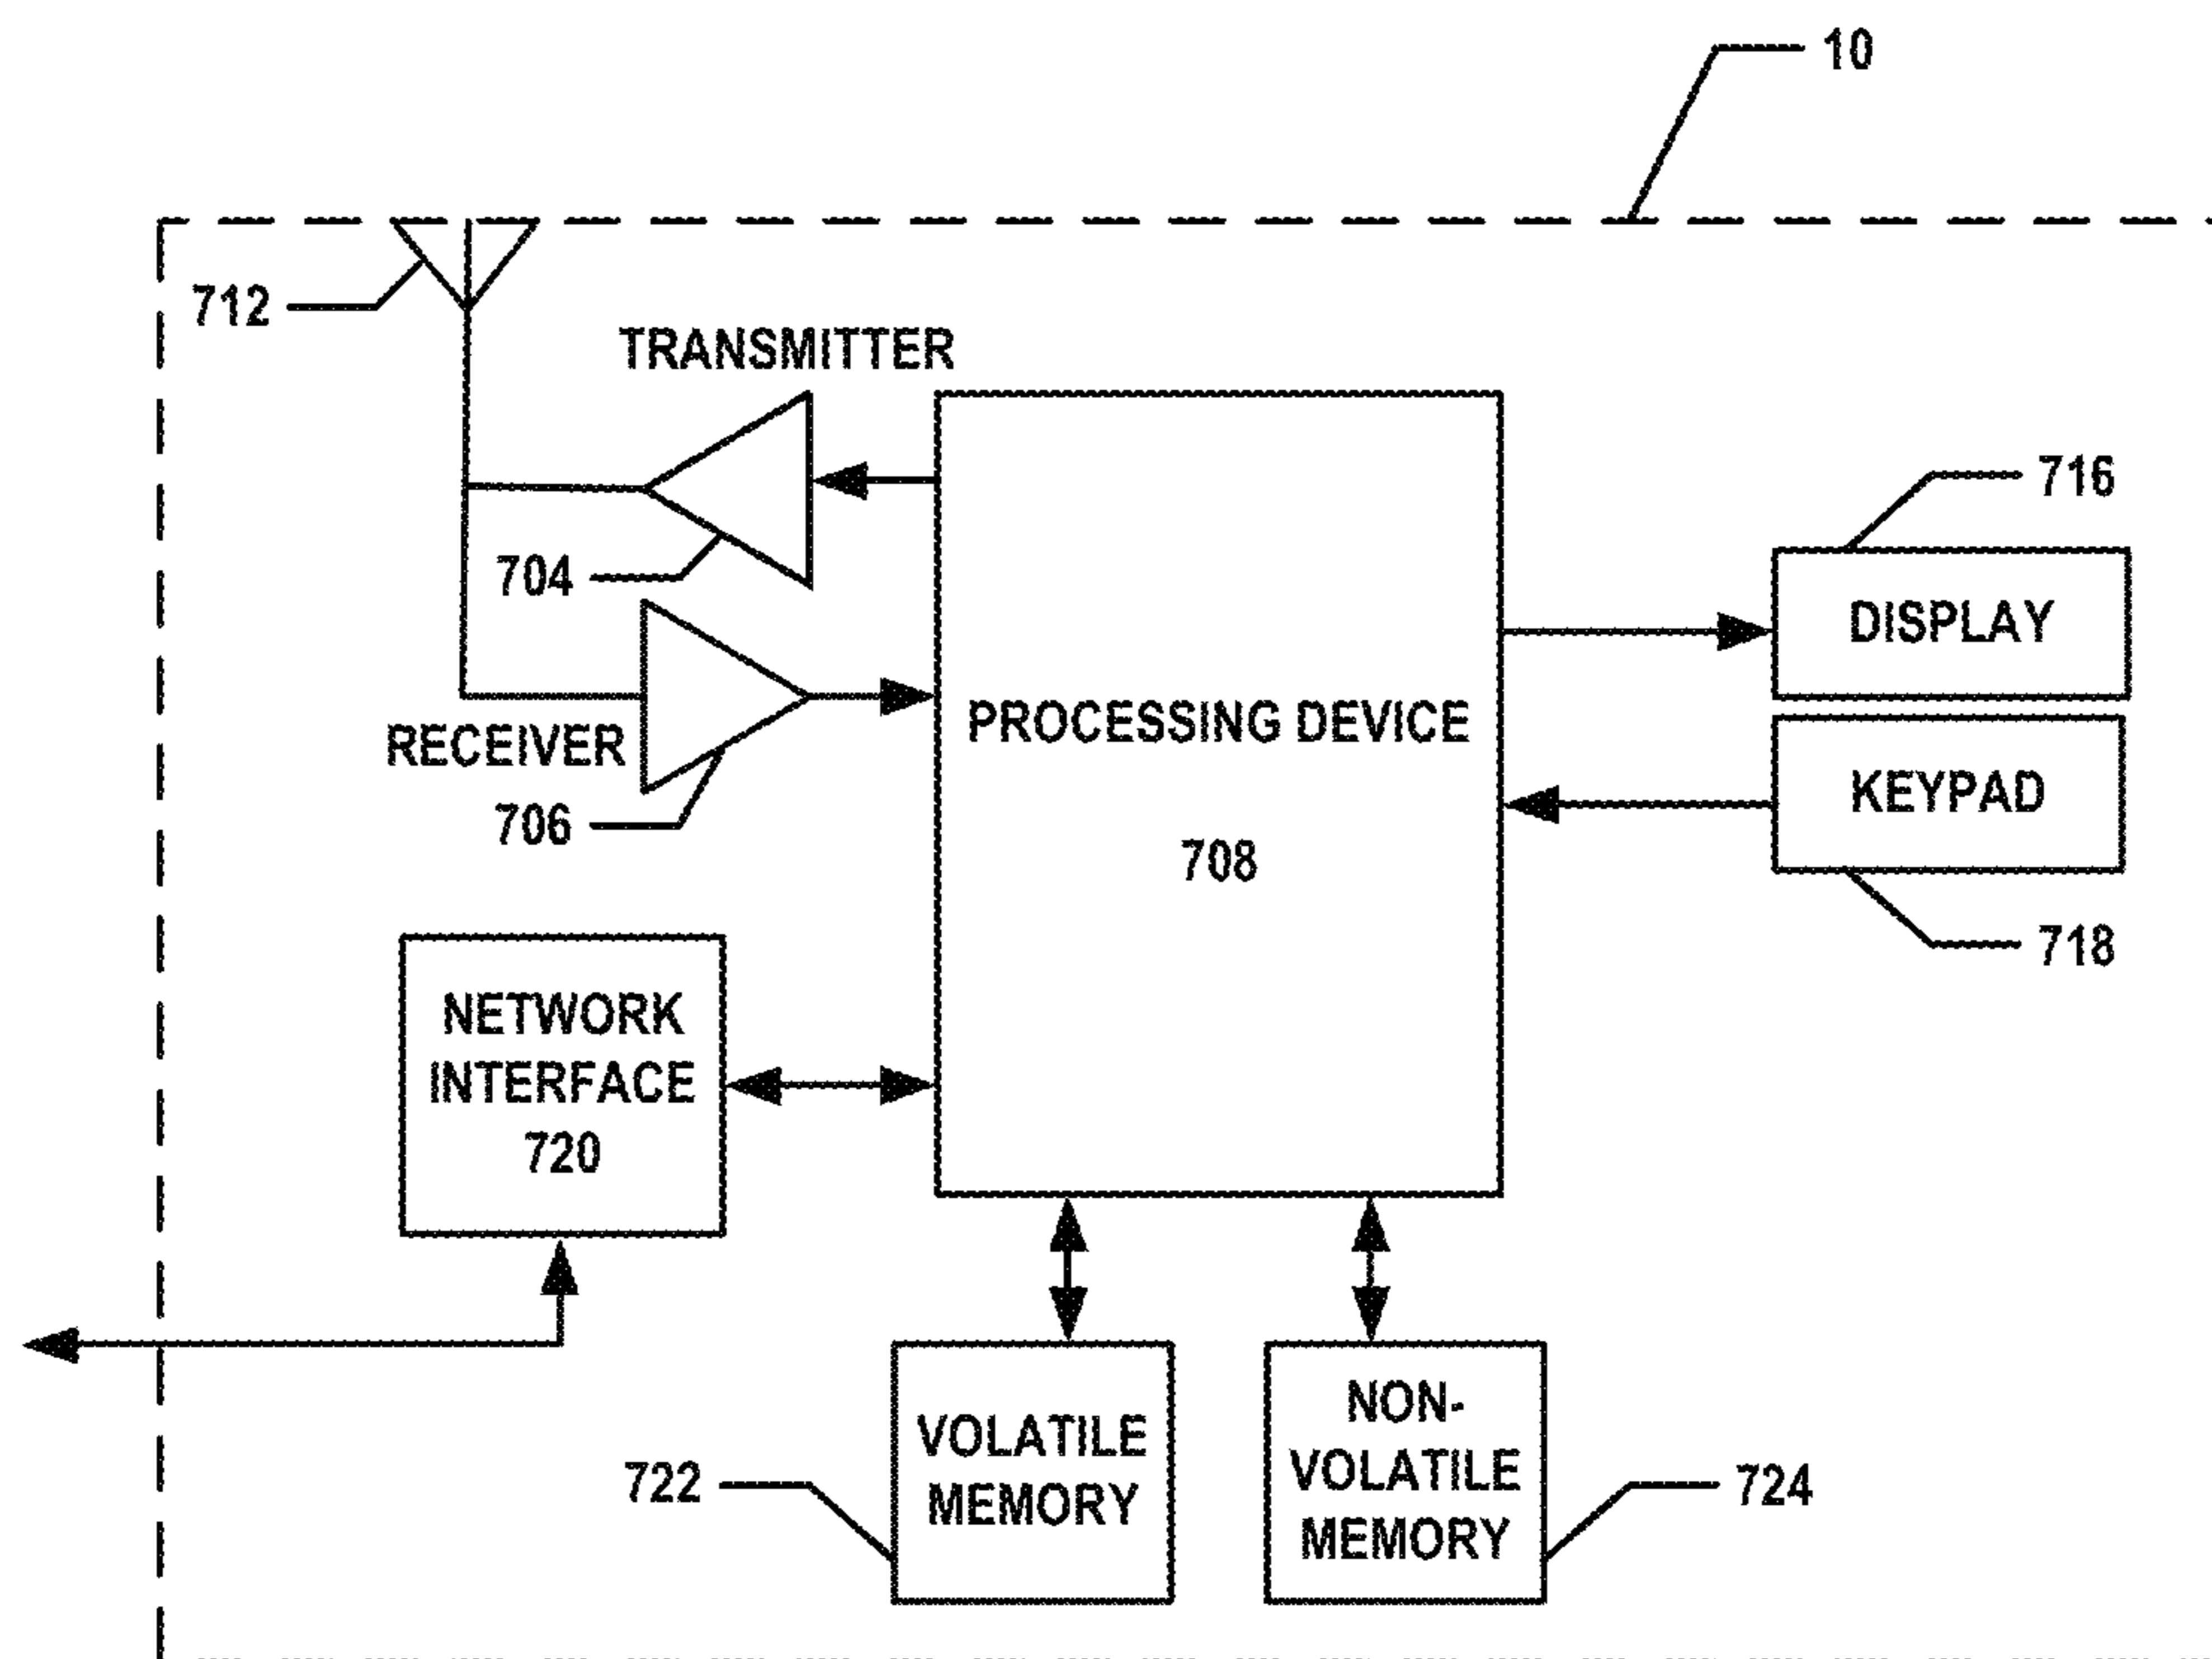 10
712
TRANSMITTER
716
704
DISPLAY
PROCESSING DEVICE
RECEIVER
KEYPAD
706
708
718
NETWORK
INTERFACE
720
NON-
VOLATILE
MEMORY
VOLATILE
MEMORY
722
724